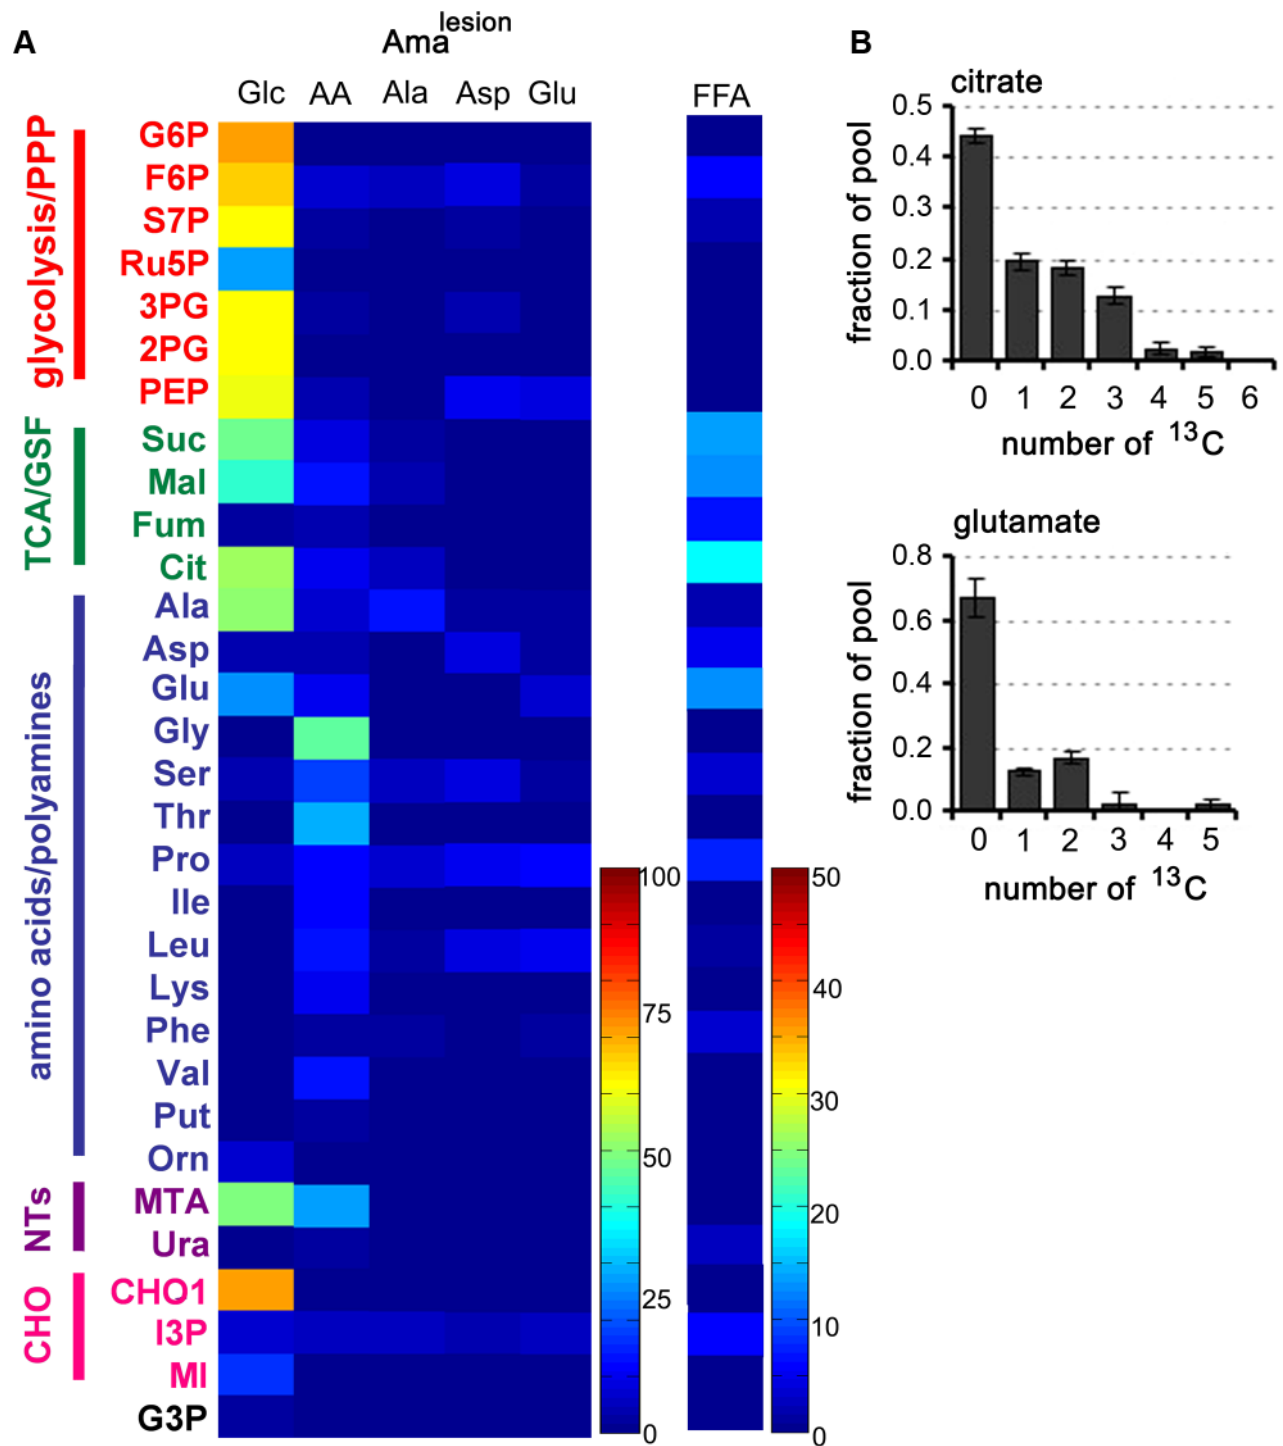 A
Ama^lesion
Glc AA Ala Asp Glu FFA
glycolysis/PPP
G6P
F6P
S7P
Ru5P
3PG
2PG
PEP
TCA/GSF
Suc
Mal
Fum
Cit
amino acids/polyamines
Ala
Asp
Glu
Gly
Ser
Thr
Pro
Ile
Leu
Lys
Phe
Val
Put
Orn
NTs
MTA
Ura
CHO
CHO1
I3P
MI
G3P
100
75
50
25
0
50
40
30
20
10
0
B
citrate
fraction of pool
0.5
0.4
0.3
0.2
0.1
0.0
0 1 2 3 4 5 6
number of ¹³C
glutamate
fraction of pool
0.8
0.6
0.4
0.2
0.0
0 1 2 3 4 5
number of ¹³C